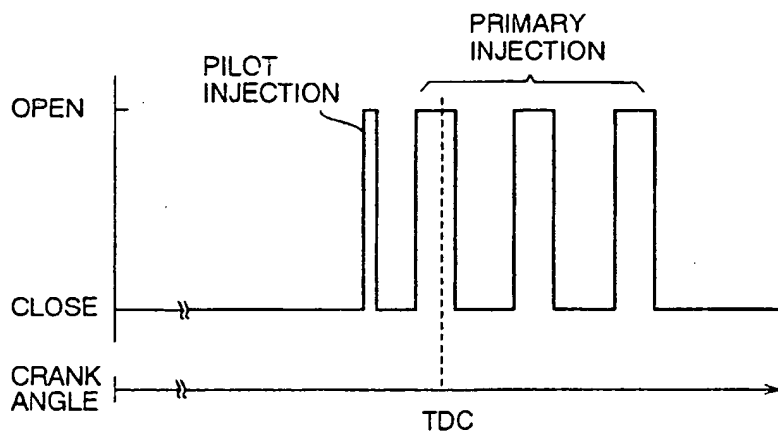 PRIMARY
INJECTION
PILOT
INJECTION
OPEN
CLOSE
CRANK
ANGLE
TDC